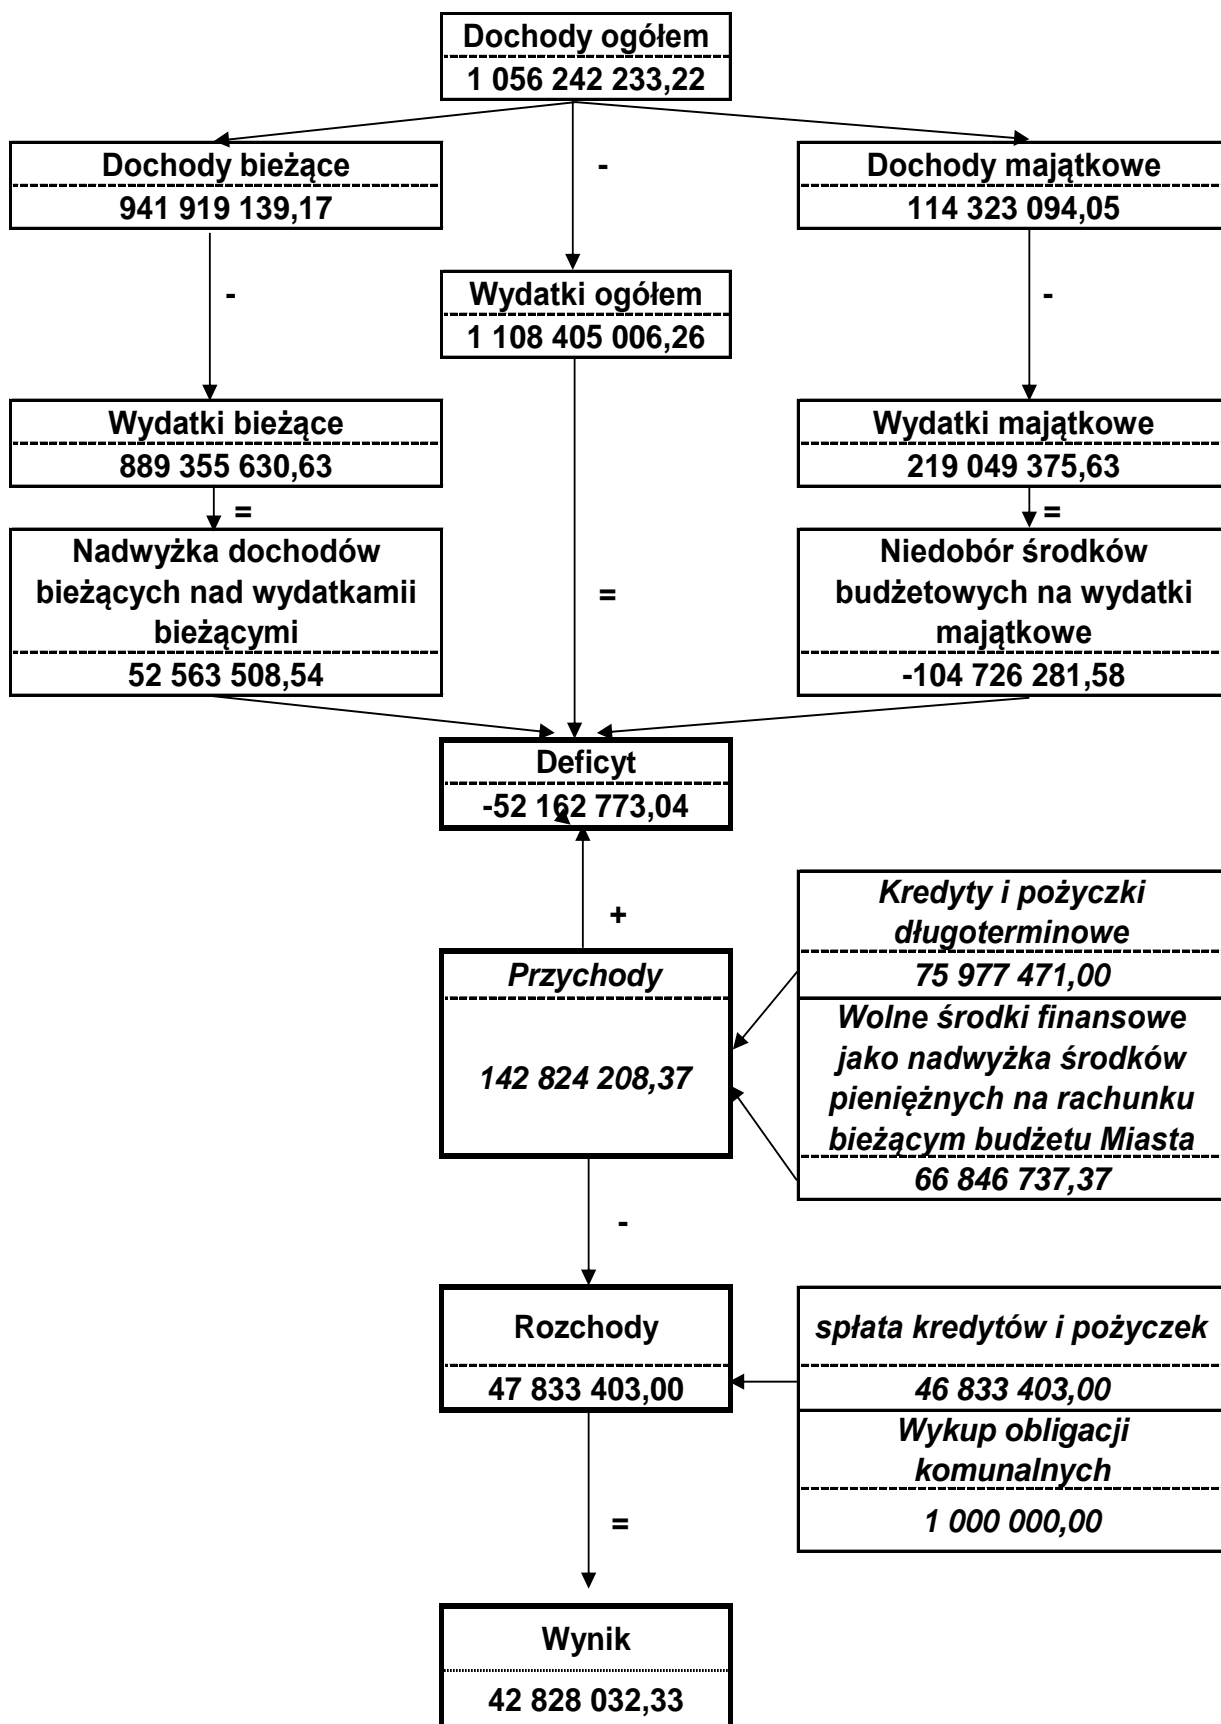 Dochody ogółem
1 056 242 233,22
Dochody bieżące
941 919 139,17
-
Dochody majątkowe
114 323 094,05
-
Wydatki ogółem
1 108 405 006,26
-
Wydatki bieżące
889 355 630,63
Wydatki majątkowe
219 049 375,63
=
=
Nadwyżka dochodów
bieżących nad wydatkamii
bieżącymi
52 563 508,54
=
Niedobór środków
budżetowych na wydatki
majątkowe
-104 726 281,58
Deficyt
-52 162 773,04
+
Kredyty i pożyczki
długoterminowe
75 977 471,00
Przychody
142 824 208,37
Wolne środki finansowe
jako nadwyżka środków
pieniężnych na rachunku
bieżącym budżetu Miasta
66 846 737,37
-
Rozchody
47 833 403,00
spłata kredytów i pożyczek
46 833 403,00
Wykup obligacji
komunalnych
1 000 000,00
=
Wynik
42 828 032,33